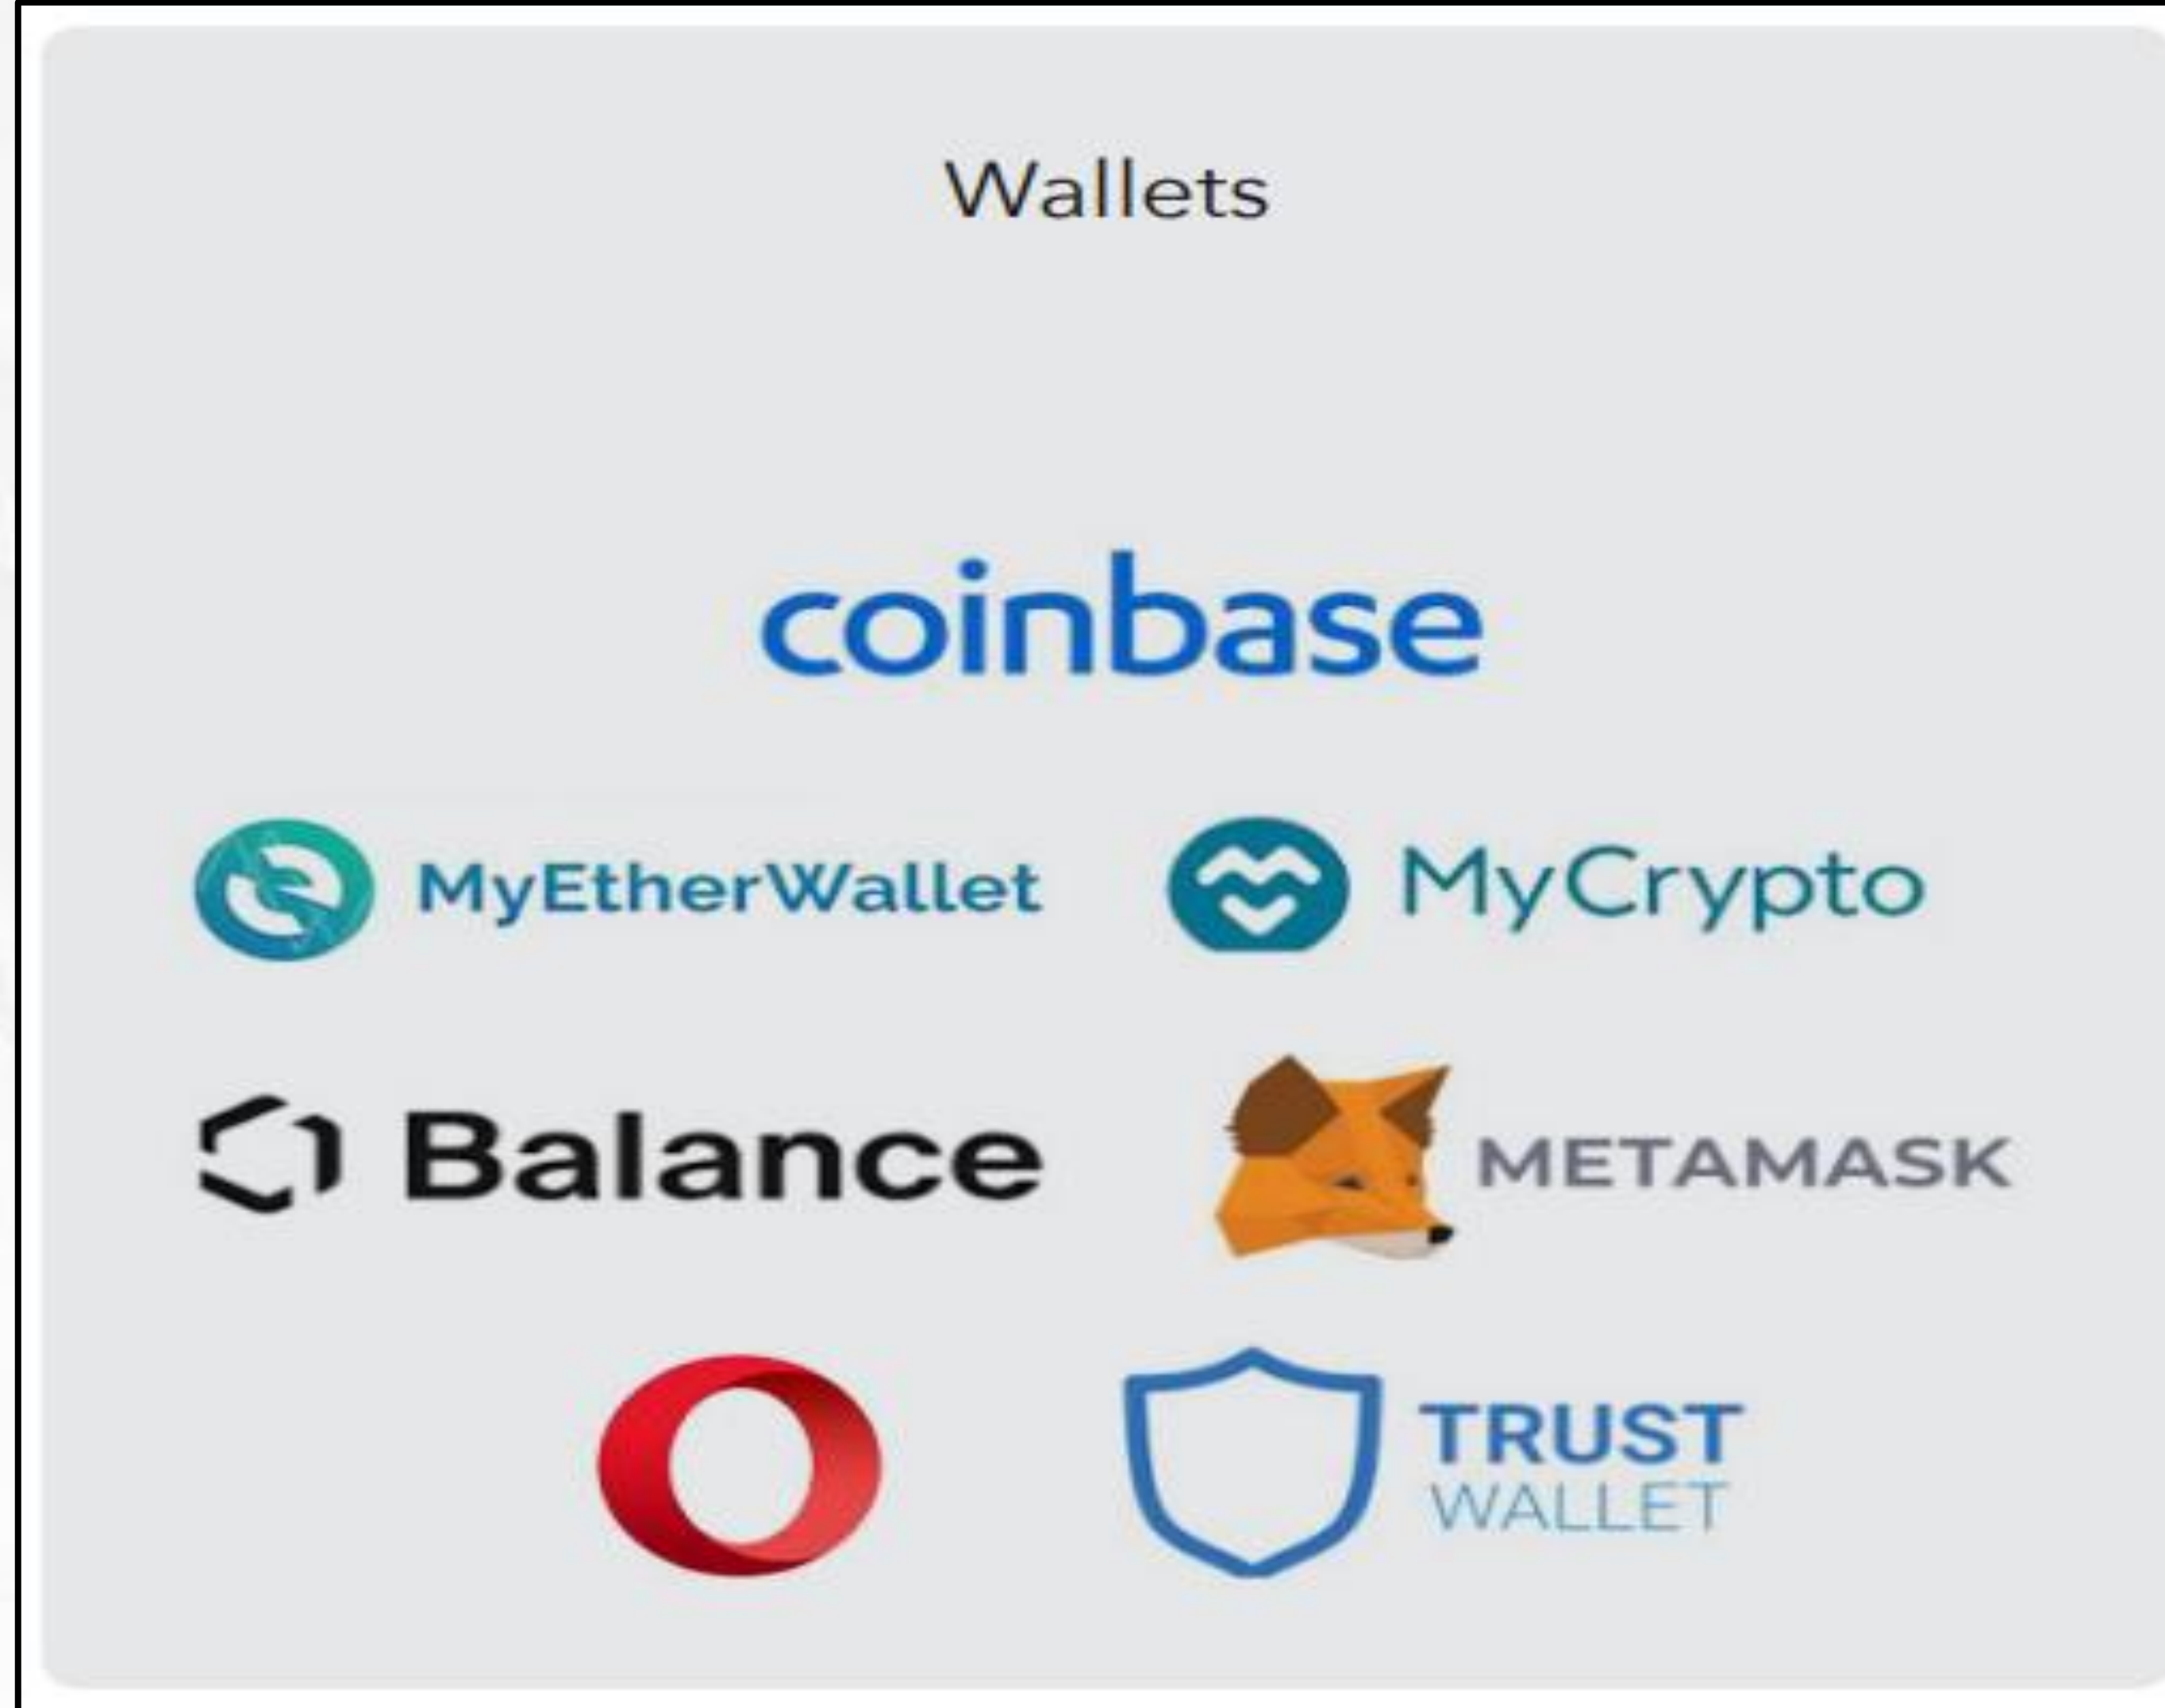 Wallets
coinbase
MyEtherWallet
MyCrypto
Balance
METAMASK
TRUST
WALLET